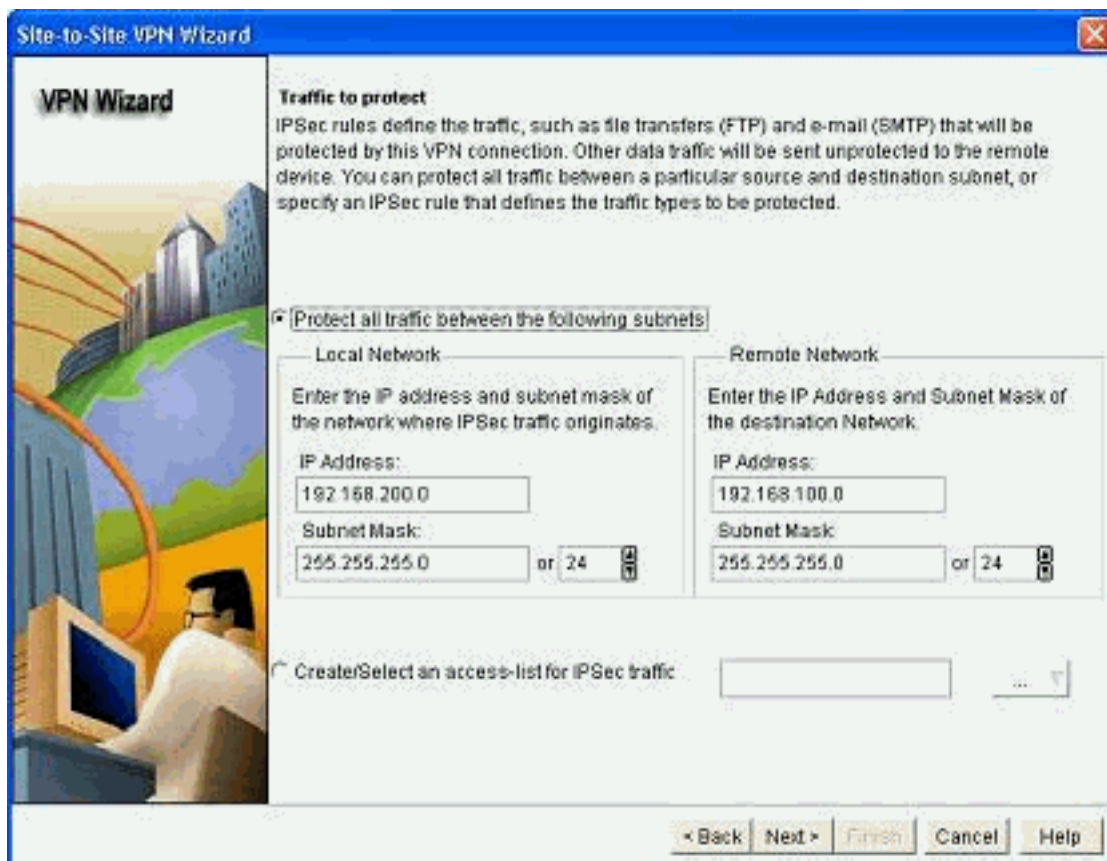 Site-to-Site VPN Wizard
VPN Wizard
Traffic to protect
IPSec rules define the traffic, such as file transfers (FTP) and e-mail (SMTP) that will be
protected by this VPN connection. Other data traffic will be sent unprotected to the remote
device. You can protect all traffic between a particular source and destination subnet, or
specify an IPSec rule that defines the traffic types to be protected.
Protect all traffic between the following subnets
Local Network
Enter the IP address and subnet mask of
the network where IPSec traffic originates.
IP Address:
192.168.200.0
Subnet Mask:
255.255.255.0 or 24
Remote Network
Enter the IP Address and Subnet Mask of
the destination Network.
IP Address:
192.168.100.0
Subnet Mask:
255.255.255.0 or 24
Create/Select an access-list for IPSec traffic
...
< Back Next > Finish Cancel Help